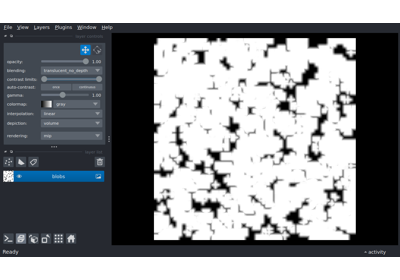 File View Layers Plugins Window Help
opacity: 1.00
blending: translucent_no_depth
contrast limits:
auto-contrast: once continuous
gamma: 1.00
colormap: gray
interpolation: linear
depiction: volume
rendering: mip
blobs
Ready
activity